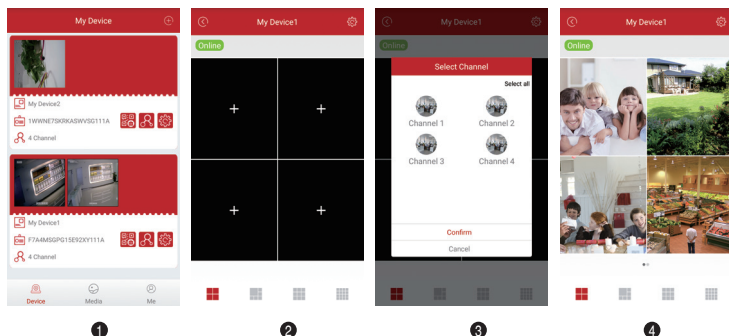 My Device
My Device2
1WWNE7SKRKASWVSG111A
4 Channel
My Device1
F7A4MSGPG15E92XY111A
4 Channel
Device Media Me
1
My Device1
Online
2
My Device1
Online
Select Channel
Select all
Channel 1 Channel 2
Channel 3 Channel 4
Confirm
Cancel
3
My Device1
Online
4